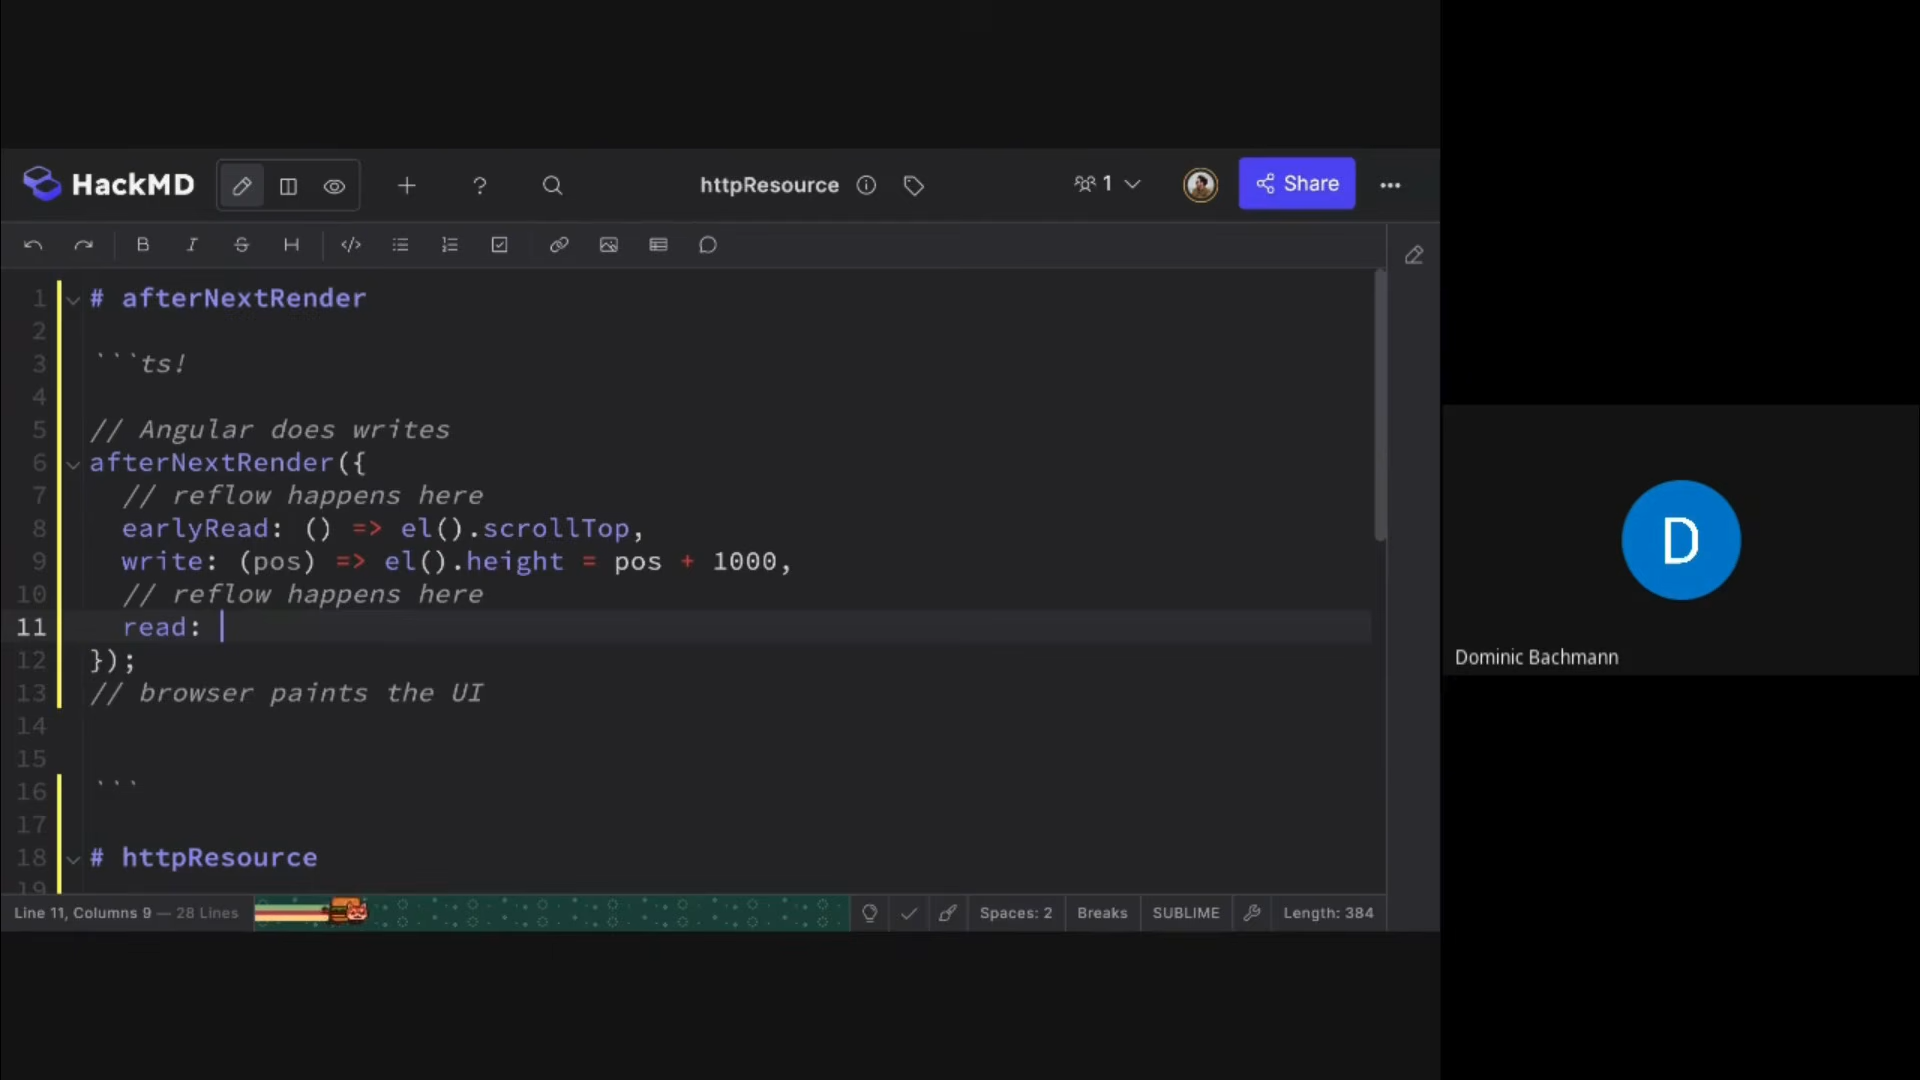 HackMD
httpResource
1
Share
1 # afterNextRender
2
3 ```ts!
4
5 // Angular does writes
6 afterNextRender({
7 // reflow happens here
8 earlyRead: () => el().scrollTop,
9 write: (pos) => el().height = pos + 1000,
10 // reflow happens here
11 read:
12 });
13 // browser paints the UI
14
15
16 ```
17
18 # httpResource
19
Line 11, Columns 9 — 28 Lines
Spaces: 2
Breaks
SUBLIME
Length: 384
D
Dominic Bachmann